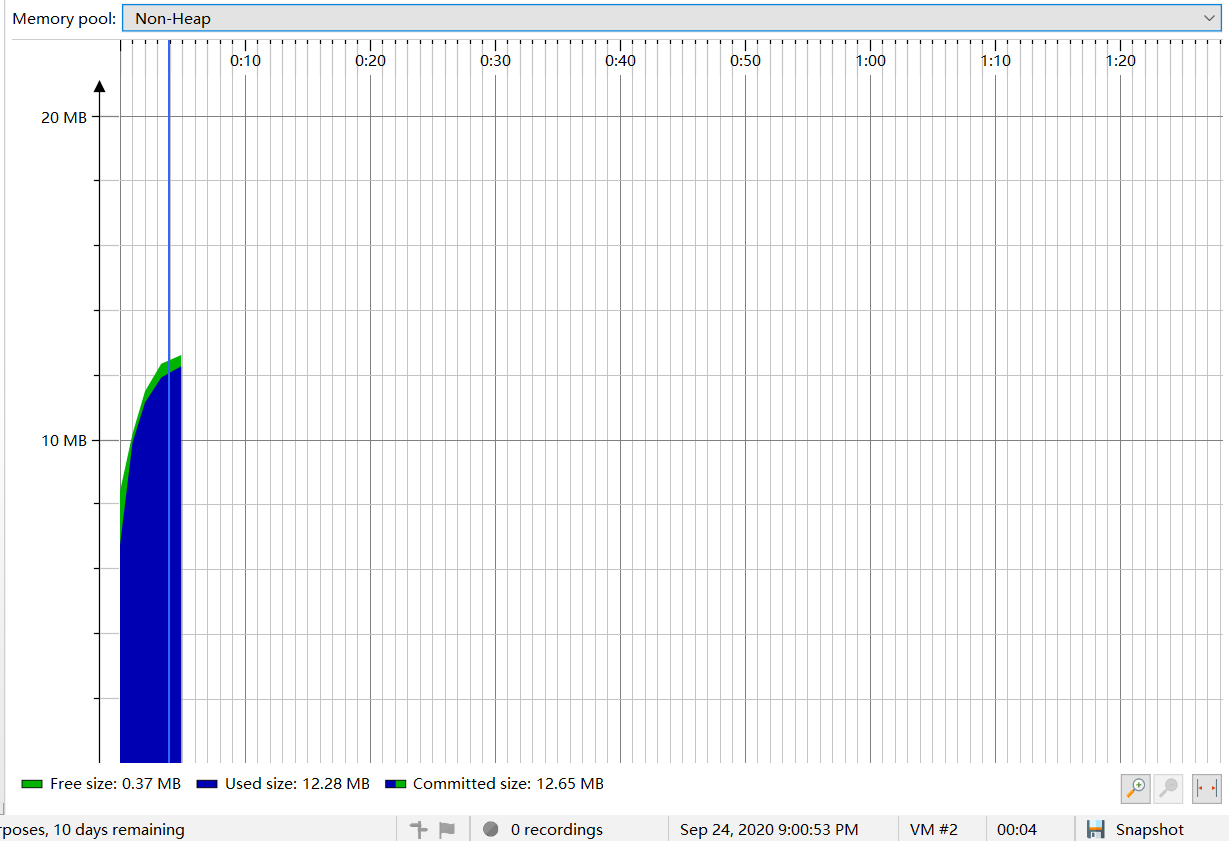 Memory pool: Non-Heap
0:10 0:20 0:30 0:40 0:50 1:00 1:10 1:20
20 MB
10 MB
Free size: 0.37 MB Used size: 12.28 MB Committed size: 12.65 MB
rposes, 10 days remaining 0 recordings Sep 24, 2020 9:00:53 PM VM #2 00:04 Snapshot